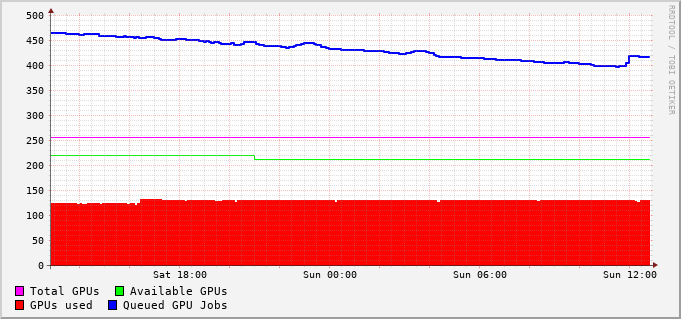 500
450
400
350
300
250
200
150
100
50
0
Sat 18:00 Sun 00:00 Sun 06:00 Sun 12:00
Total GPUs Available GPUs
GPUs used Queued GPU Jobs
RRDTOOL / TOBI OETIKER